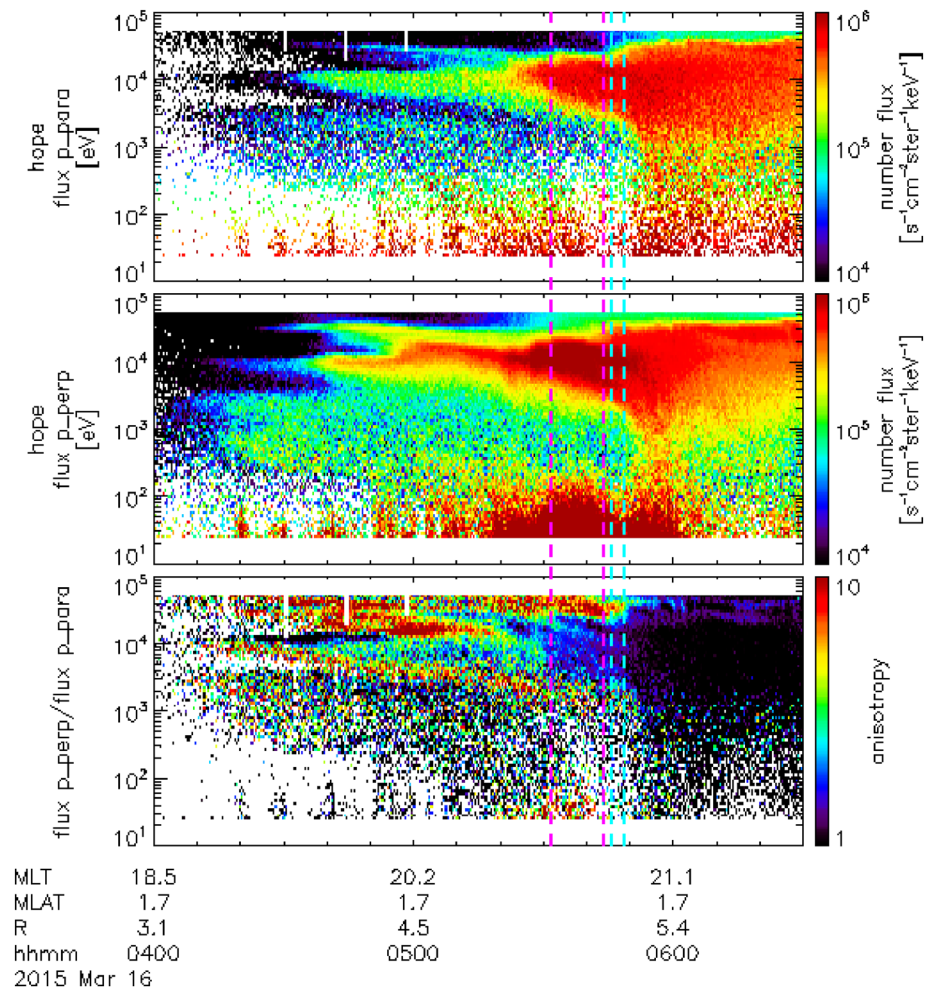 10⁵
10⁴
10³
10²
10¹
hope
flux p_para
[eV]
10⁶
10⁵
10⁴
number flux
[s⁻¹cm⁻²ster⁻¹keV⁻¹]
10⁵
10⁴
10³
10²
10¹
hope
flux p_perp
[eV]
10⁶
10⁵
10⁴
number flux
[s⁻¹cm⁻²ster⁻¹keV⁻¹]
10⁵
10⁴
10³
10²
10¹
flux p_perp/flux p_para
10
1
anisotropy
MLT 18.5 20.2 21.1
MLAT 1.7 1.7 1.7
R 3.1 4.5 5.4
hhmm 0400 0500 0600
2015 Mar 16